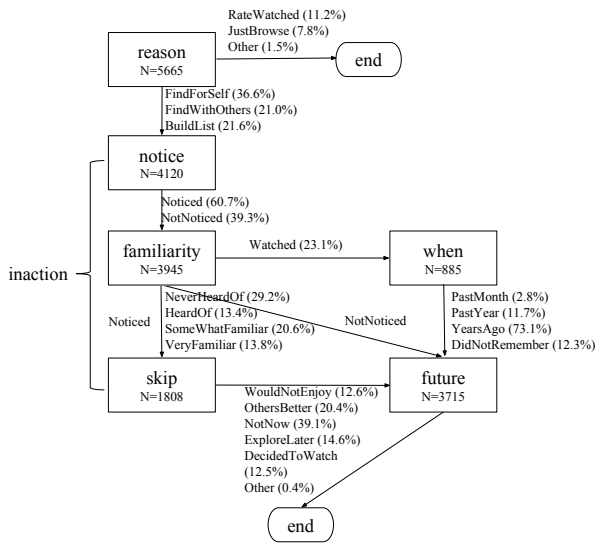 RateWatched (11.2%)
JustBrowse (7.8%)
Other (1.5%)
reason
N=5665
end
FindForSelf (36.6%)
FindWithOthers (21.0%)
BuildList (21.6%)
notice
N=4120
Noticed (60.7%)
NotNoticed (39.3%)
familiarity
N=3945
Watched (23.1%)
when
N=885
inaction
NeverHeardOf (29.2%)
HeardOf (13.4%)
SomeWhatFamiliar (20.6%)
VeryFamiliar (13.8%)
Noticed
NotNoticed
PastMonth (2.8%)
PastYear (11.7%)
YearsAgo (73.1%)
DidNotRemember (12.3%)
skip
N=1808
future
N=3715
WouldNotEnjoy (12.6%)
OthersBetter (20.4%)
NotNow (39.1%)
ExploreLater (14.6%)
DecidedToWatch
(12.5%)
Other (0.4%)
end